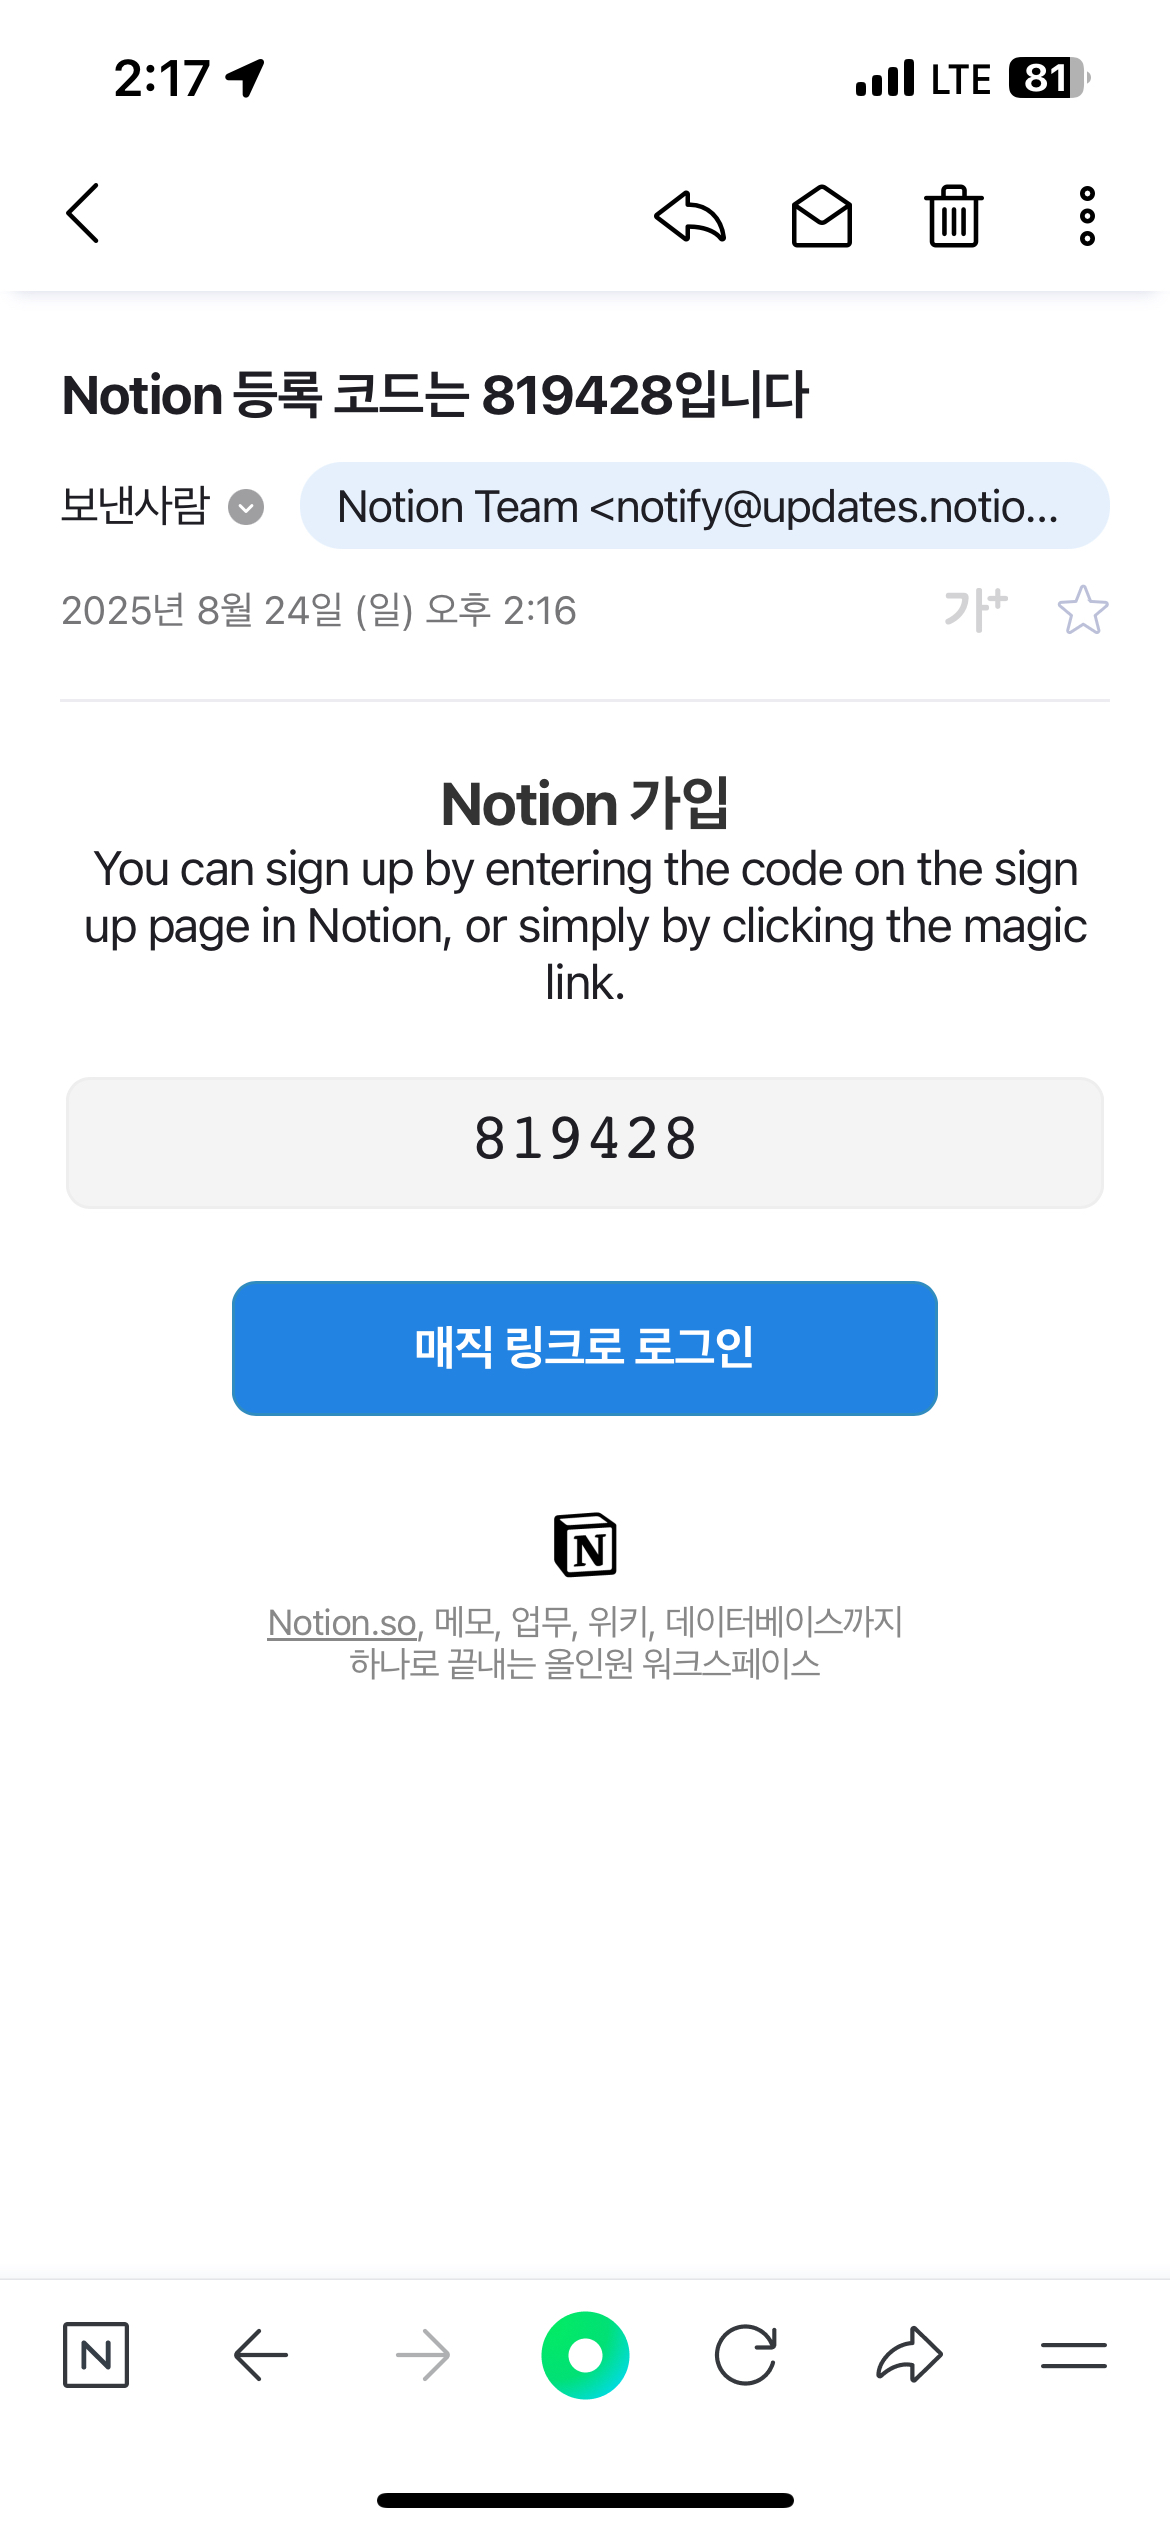 2:17
LTE 81
Notion 등록 코드는 819428입니다
보낸사람 Notion Team <notify@updates.notio...
2025년 8월 24일 (일) 오후 2:16
가+
Notion 가입
You can sign up by entering the code on the sign
up page in Notion, or simply by clicking the magic
link.
819428
매직 링크로 로그인
N
Notion.so, 메모, 업무, 위키, 데이터베이스까지
하나로 끝내는 올인원 워크스페이스
N